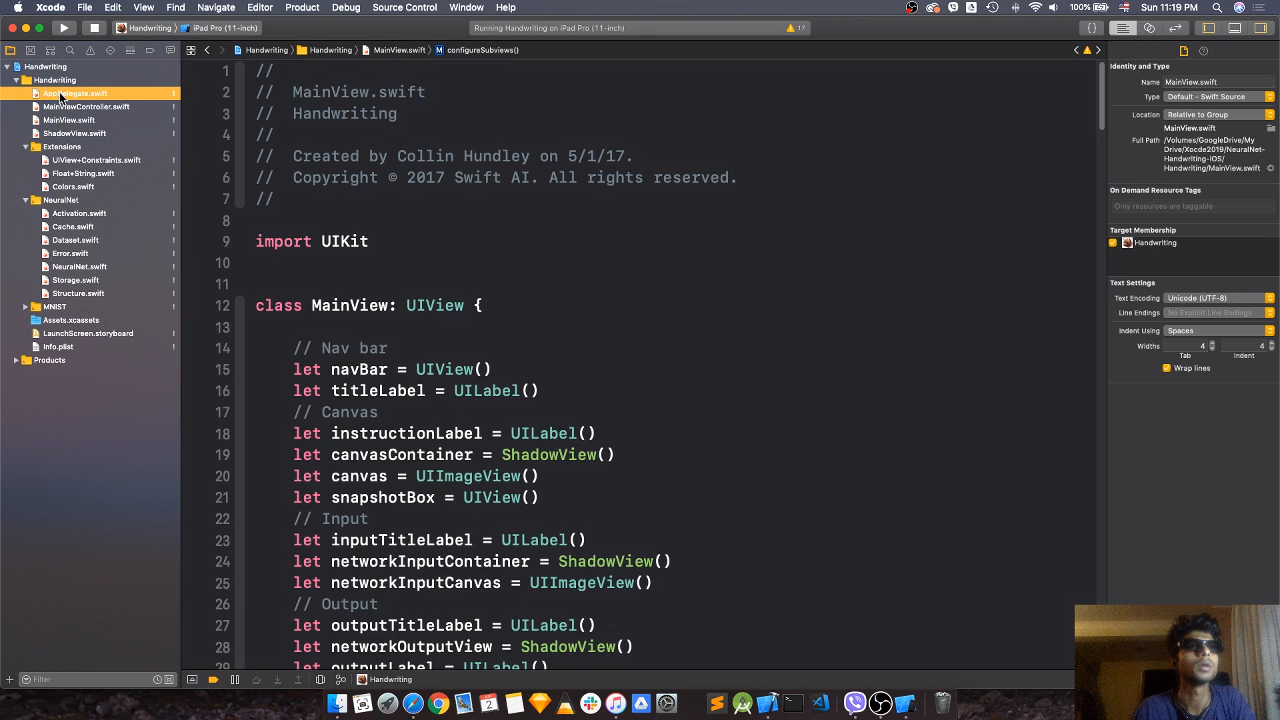 Xcode File Edit View Find Navigate Editor Product Debug Source Control Window Help
100% Sun 11:19 PM
Handwriting iPad Pro (11-inch)
Running Handwriting on iPad Pro (11-inch)
17
Handwriting Handwriting MainView.swift configureSubviews()
Handwriting
Handwriting
AppDelegate.swift !
MainViewController.swift !
MainView.swift !
ShadowView.swift !
Extensions
UIView+Constraints.swift !
Float+String.swift !
Colors.swift !
NeuralNet
Activation.swift !
Cache.swift !
Dataset.swift !
Error.swift !
NeuralNet.swift !
Storage.swift !
Structure.swift !
MNIST !
Assets.xcassets !
LaunchScreen.storyboard !
Info.plist !
Products
Filter
1 //
2 // MainView.swift
3 // Handwriting
4 //
5 // Created by Collin Hundley on 5/1/17.
6 // Copyright © 2017 Swift AI. All rights reserved.
7 //
8
9 import UIKit
10
11
12 class MainView: UIView {
13
14 // Nav bar
15 let navBar = UIView()
16 let titleLabel = UILabel()
17 // Canvas
18 let instructionLabel = UILabel()
19 let canvasContainer = ShadowView()
20 let canvas = UIImageView()
21 let snapshotBox = UIView()
22 // Input
23 let inputTitleLabel = UILabel()
24 let networkInputContainer = ShadowView()
25 let networkInputCanvas = UIImageView()
26 // Output
27 let outputTitleLabel = UILabel()
28 let networkOutputView = ShadowView()
29 let outputLabel = UILabel()
Handwriting
Identity and Type
Name MainView.swift
Type Default - Swift Source
Location Relative to Group
MainView.swift
Full Path /Volumes/GoogleDrive/My
Drive/Xcode2019/NeuralNet-
Handwriting-iOS/
Handwriting/MainView.swift
On Demand Resource Tags
Only resources are taggable
Target Membership
Handwriting
Text Settings
Text Encoding Unicode (UTF-8)
Line Endings No Explicit Line Endings
Indent Using Spaces
Widths 4 4
Tab Indent
Wrap lines